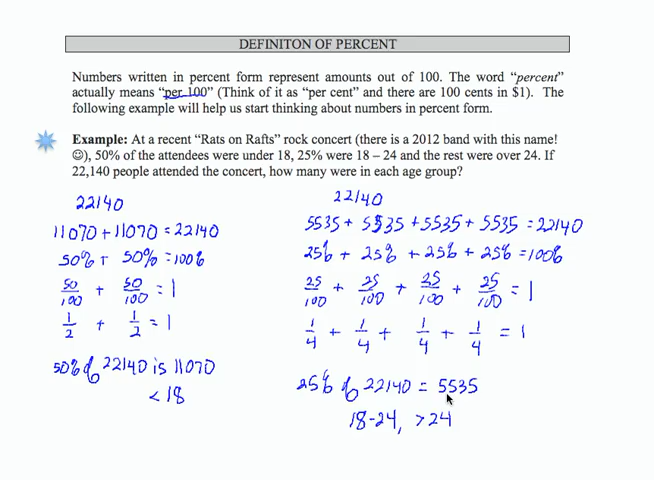 DEFINITON OF PERCENT
Numbers written in percent form represent amounts out of 100. The word “percent”
actually means “per 100” (Think of it as “per cent” and there are 100 cents in $1). The
following example will help us start thinking about numbers in percent form.
Example: At a recent “Rats on Rafts” rock concert (there is a 2012 band with this name!
☺), 50% of the attendees were under 18, 25% were 18 – 24 and the rest were over 24. If
22,140 people attended the concert, how many were in each age group?
22140
11070 + 11070 = 22140
50% + 50% = 100%
50/100 + 50/100 = 1
1/2 + 1/2 = 1
50% of 22140 is 11070
< 18
22140
5535 + 5535 + 5535 + 5535 = 22140
25% + 25% + 25% + 25% = 100%
25/100 + 25/100 + 25/100 + 25/100 = 1
1/4 + 1/4 + 1/4 + 1/4 = 1
25% of 22140 = 5535
18-24, > 24